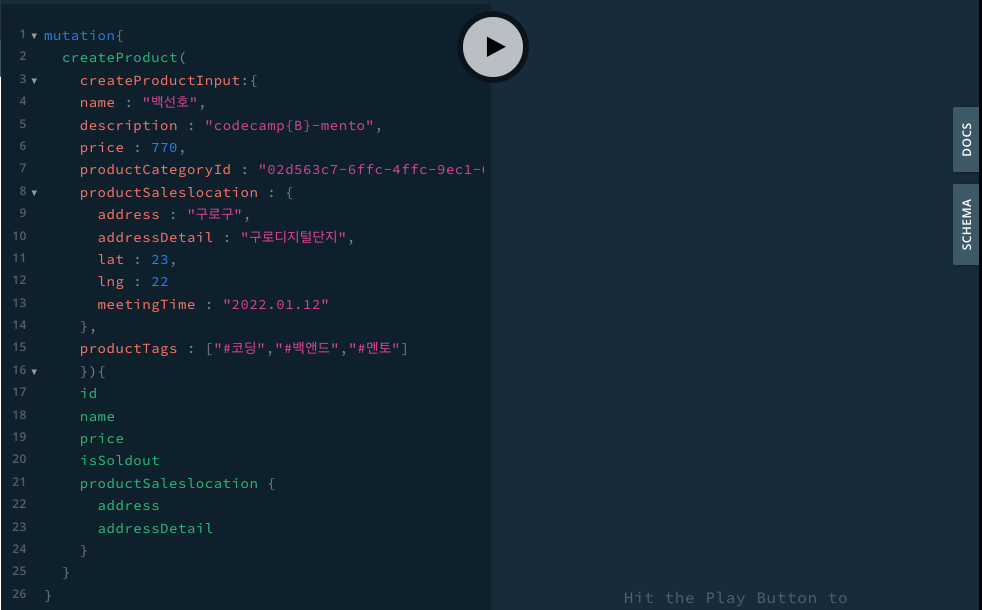 1 mutation{
2 createProduct(
3 createProductInput:{
4 name : "백선호",
5 description : "codecamp{B}-mento",
6 price : 770,
7 productCategoryId : "02d563c7-6ffc-4ffc-9ec1-
8 productSaleslocation : {
9 address : "구로구",
10 addressDetail : "구로디지털단지",
11 lat : 23,
12 lng : 22
13 meetingTime : "2022.01.12"
14 },
15 productTags : ["#코딩","#백앤드","#멘토"]
16 }){
17 id
18 name
19 price
20 isSoldout
21 productSaleslocation {
22 address
23 addressDetail
24 }
25 }
26 }
DOCS
SCHEMA
Hit the Play Button to